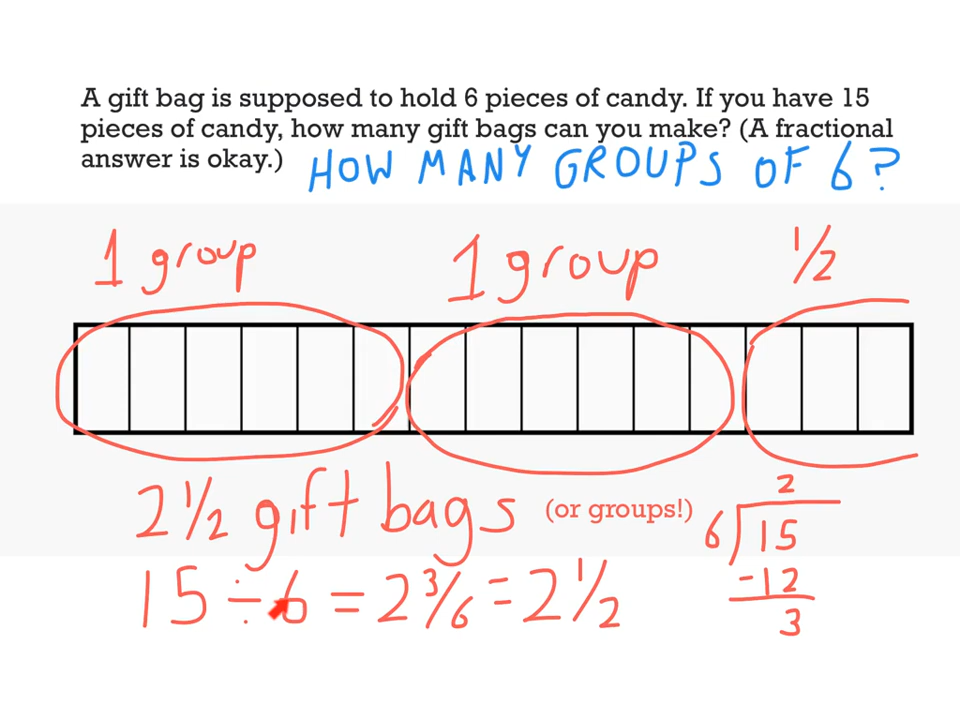 A gift bag is supposed to hold 6 pieces of candy. If you have 15
pieces of candy, how many gift bags can you make? (A fractional
answer is okay.) HOW MANY GROUPS OF 6?
1 group 1 group 1/2
2 1/2 gift bags (or groups!)
15 ÷ 6 = 2 3/6 = 2 1/2
2
6)15
-12
3